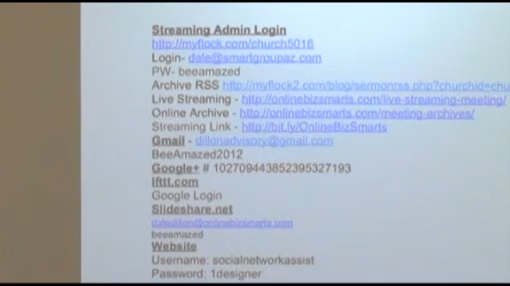 Streaming Admin Login
http://myflock.com/church5016
Login- dale@smartgroupaz.com
PW- beeamazed
Archive RSS http://myflock2.com/blog/sermonrss.php?churchid=chu
Live Streaming - http://onlinebizsmarts.com/live-streaming-meeting/
Online Archive - http://onlinebizsmarts.com/meeting-archives/
Streaming Link - http://bit.ly/OnlineBizSmarts
Gmail - dillonadvisory@gmail.com
BeeAmazed2012
Google+ # 102709443852395327193
Ifttt.com
Google Login
Slideshare.net
daledillon@onlinebizsmarts.com
beeamazed
Website
Username: socialnetworkassist
Password: 1designer